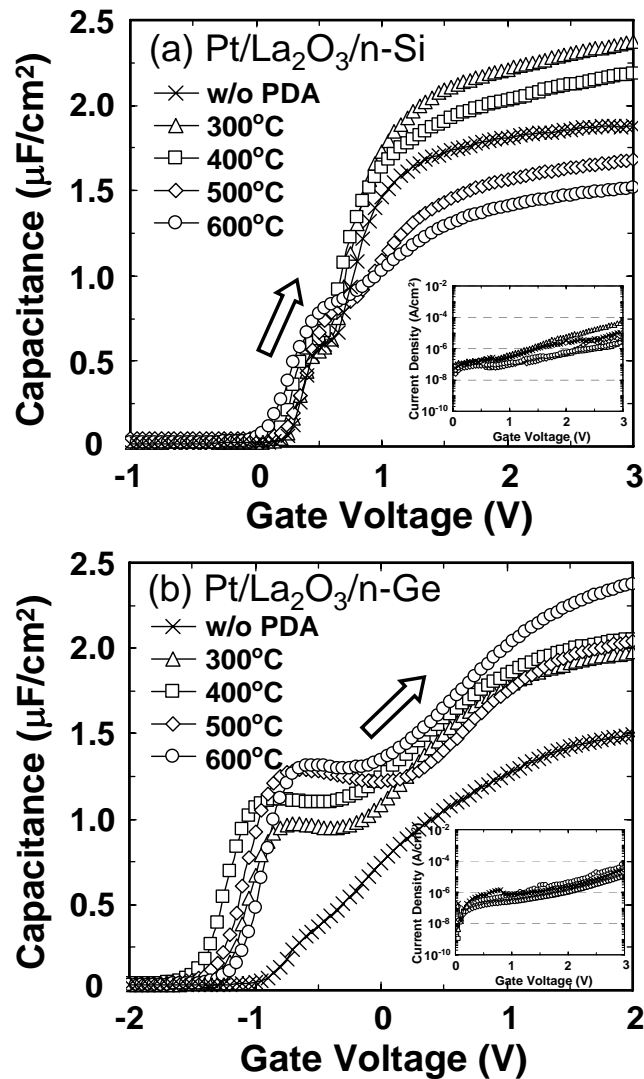 2.5
2.0
1.5
1.0
0.5
0
Capacitance (μF/cm²)
(a) Pt/La₂O₃/n-Si
w/o PDA
300°C
400°C
500°C
600°C
Current Density (A/cm²)
10⁻²
10⁻⁴
10⁻⁶
10⁻⁸
10⁻¹⁰
0 1 2 3
Gate Voltage (V)
-1 0 1 2 3
Gate Voltage (V)
2.5
2.0
1.5
1.0
0.5
0
Capacitance (μF/cm²)
(b) Pt/La₂O₃/n-Ge
w/o PDA
300°C
400°C
500°C
600°C
Current Density (A/cm²)
10⁻²
10⁻⁴
10⁻⁶
10⁻⁸
10⁻¹⁰
0 1 2 3
Gate Voltage (V)
-2 -1 0 1 2
Gate Voltage (V)